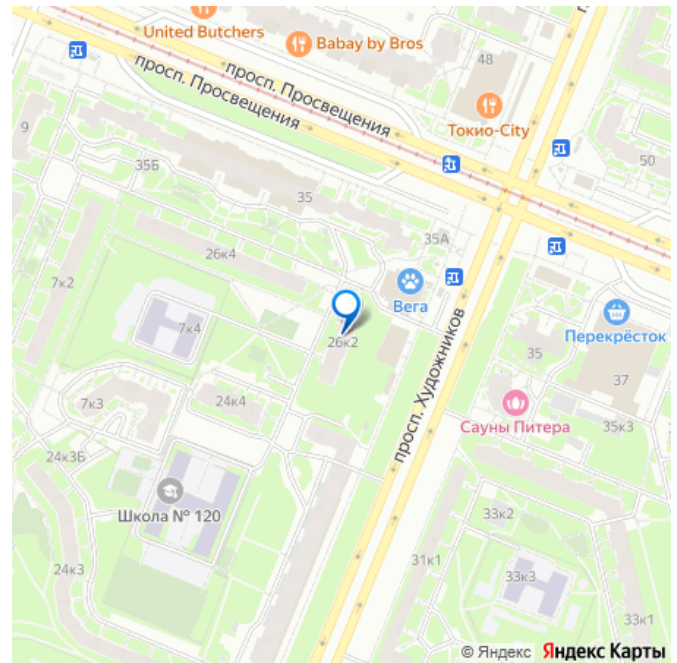 United Butchers
Babay by Bros
48
Токио-City
просп. Просвещения
просп. Просвещения
9
50
35Б
35
35А
26к4
7к2
Вега
7к4
26к2
Перекрёсток
35
37
просп. Художников
7к3
24к4
Сауны Питера
35к3
24к3Б
Школа № 120
33к2
24к3
31к1
33к3
33к1
© Яндекс Яндекс Карты